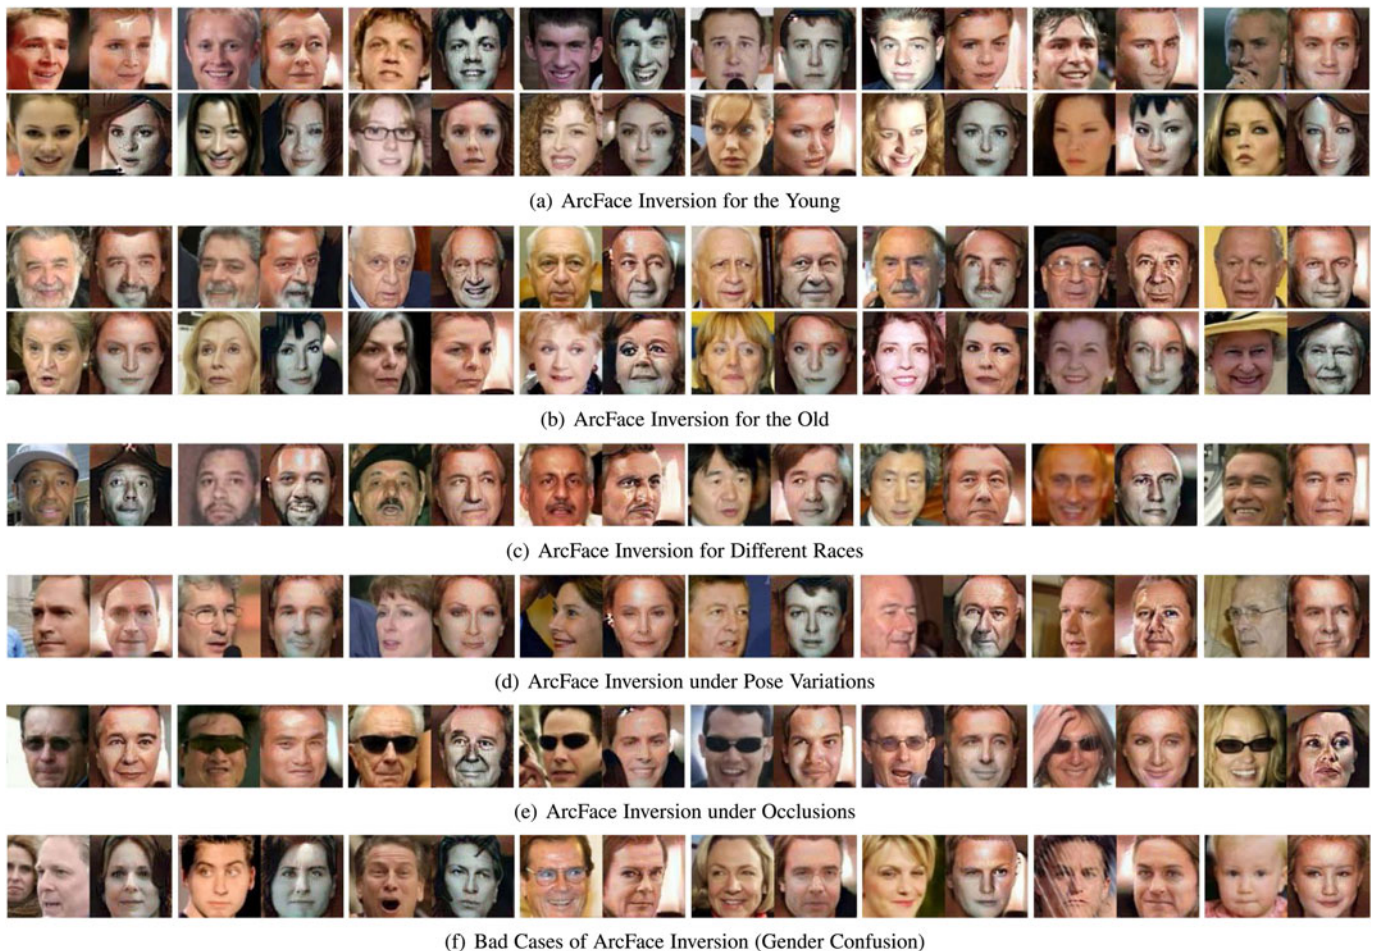 (a) ArcFace Inversion for the Young
(b) ArcFace Inversion for the Old
(c) ArcFace Inversion for Different Races
(d) ArcFace Inversion under Pose Variations
(e) ArcFace Inversion under Occlusions
(f) Bad Cases of ArcFace Inversion (Gender Confusion)